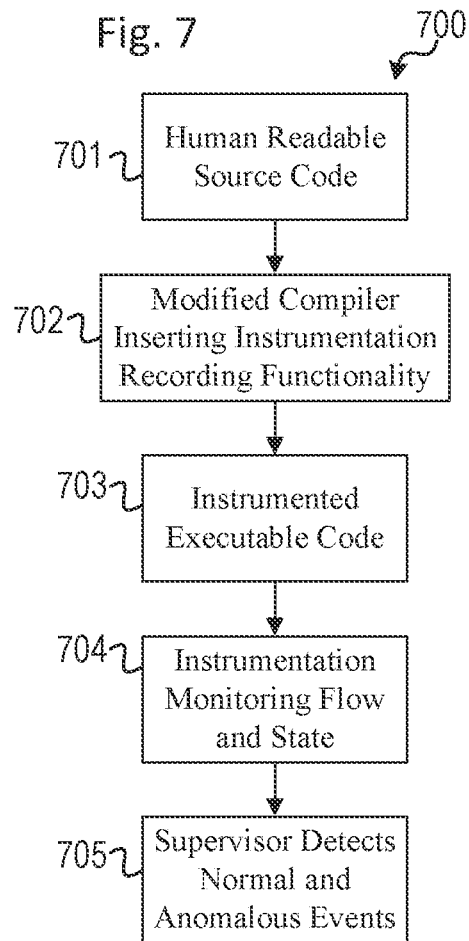 Fig. 7
700
701
Human Readable
Source Code
702
Modified Compiler
Inserting Instrumentation
Recording Functionality
703
Instrumented
Executable Code
704
Instrumentation
Monitoring Flow
and State
705
Supervisor Detects
Normal and
Anomalous Events